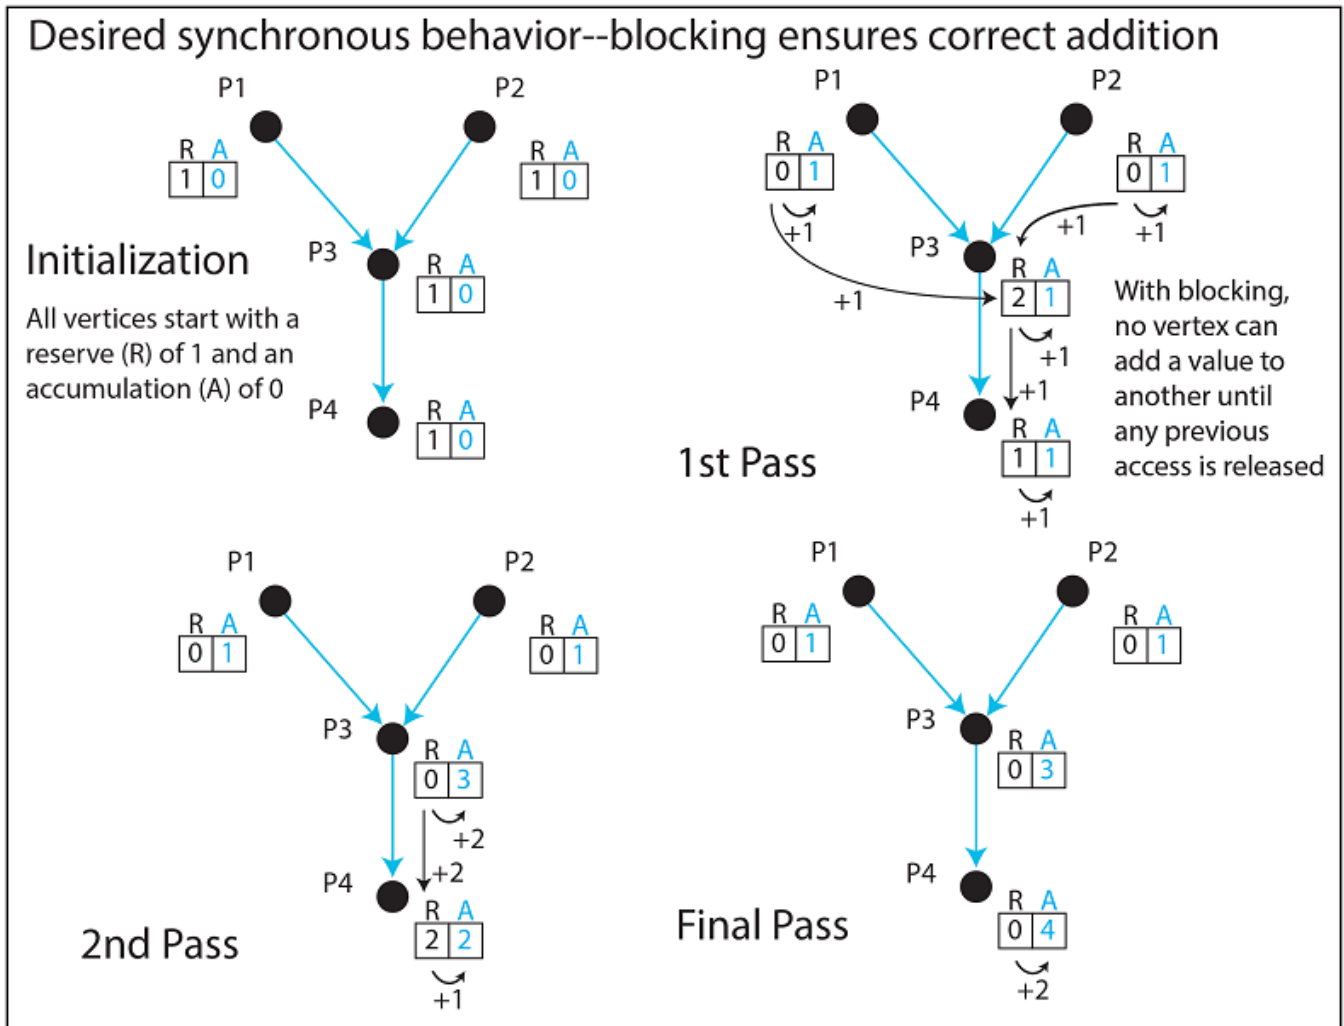 Desired synchronous behavior--blocking ensures correct addition
P1
P2
R A
1 0
R A
1 0
P3
R A
1 0
Initialization
All vertices start with a
reserve (R) of 1 and an
accumulation (A) of 0
P4
R A
1 0
P1
P2
R A
0 1
+1
R A
0 1
+1
+1
P3
R A
2 1
+1
+1
+1
With blocking,
no vertex can
add a value to
another until
any previous
access is released
P4
R A
1 1
+1
1st Pass
P1
P2
R A
0 1
R A
0 1
P3
R A
0 3
+2
+2
P4
R A
2 2
+1
2nd Pass
P1
P2
R A
0 1
R A
0 1
P3
R A
0 3
P4
R A
0 4
+2
Final Pass